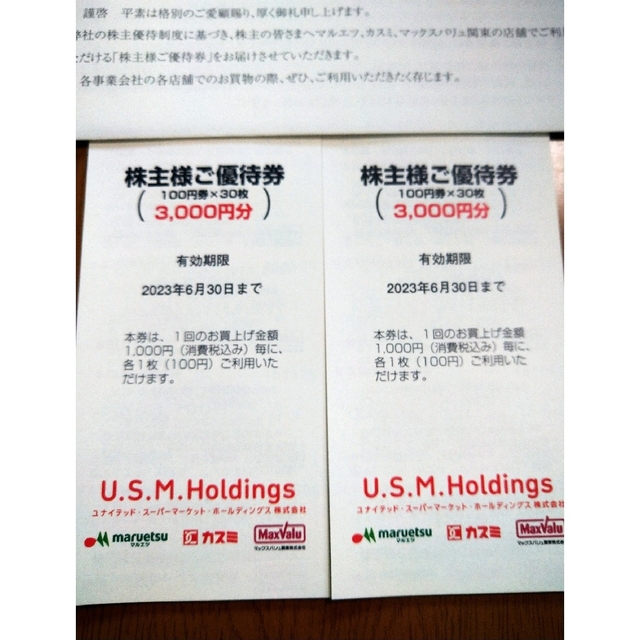 謹啓 平素は格別のご愛顧賜り、厚く御礼申し上げます。
弊社の株主優待制度に基づき、株主の皆さまへマルエツ、カスミ、マックスバリュ関東の店舗でご利
ただける「株主様ご優待券」をお届けさせていただきます。
各事業会社の各店舗でのお買物の際、ぜひ、ご利用いただきたく存じます。
株主様ご優待券
100円券×30枚
( 3,000円分 )
有効期限
2023年6月30日まで
本券は、1回のお買上げ金額
1,000円(消費税込み)毎に、
各1枚(100円)ご利用いた
だけます。
U.S.M.Holdings
ユナイテッド・スーパーマーケット・ホールディングス株式会社
maruetsu カスミ MaxValu
マルエツ マックスバリュ関東株式会社
株主様ご優待券
100円券×30枚
( 3,000円分 )
有効期限
2023年6月30日まで
本券は、1回のお買上げ金額
1,000円(消費税込み)毎に、
各1枚(100円)ご利用いた
だけます。
U.S.M.Holdings
ユナイテッド・スーパーマーケット・ホールディングス株式会社
maruetsu カスミ MaxValu
マルエツ マックスバリュ関東株式会社